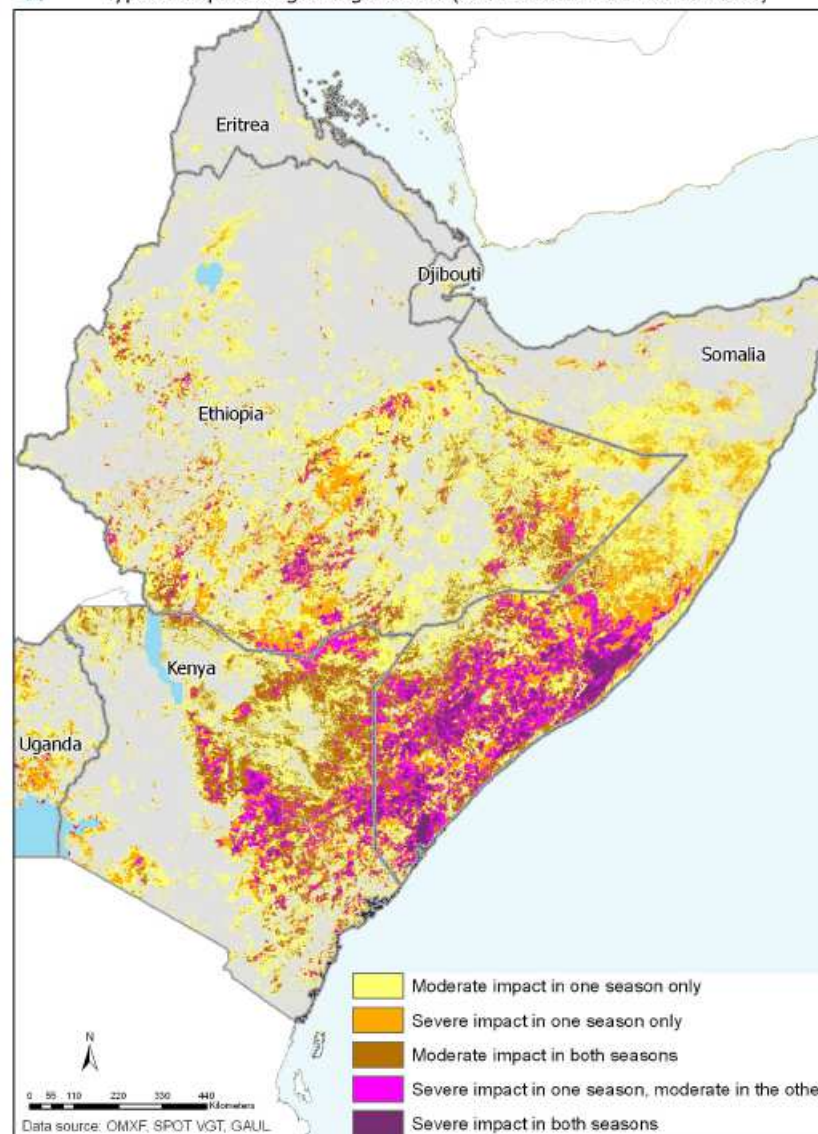 Eritrea
Djibouti
Somalia
Ethiopia
Kenya
Uganda
Moderate impact in one season only
Severe impact in one season only
Moderate impact in both seasons
Severe impact in one season, moderate in the othe
Severe impact in both seasons
N
0 55 110 220 330 440
Kilometers
Data source: OMXF, SPOT VGT, GAUL